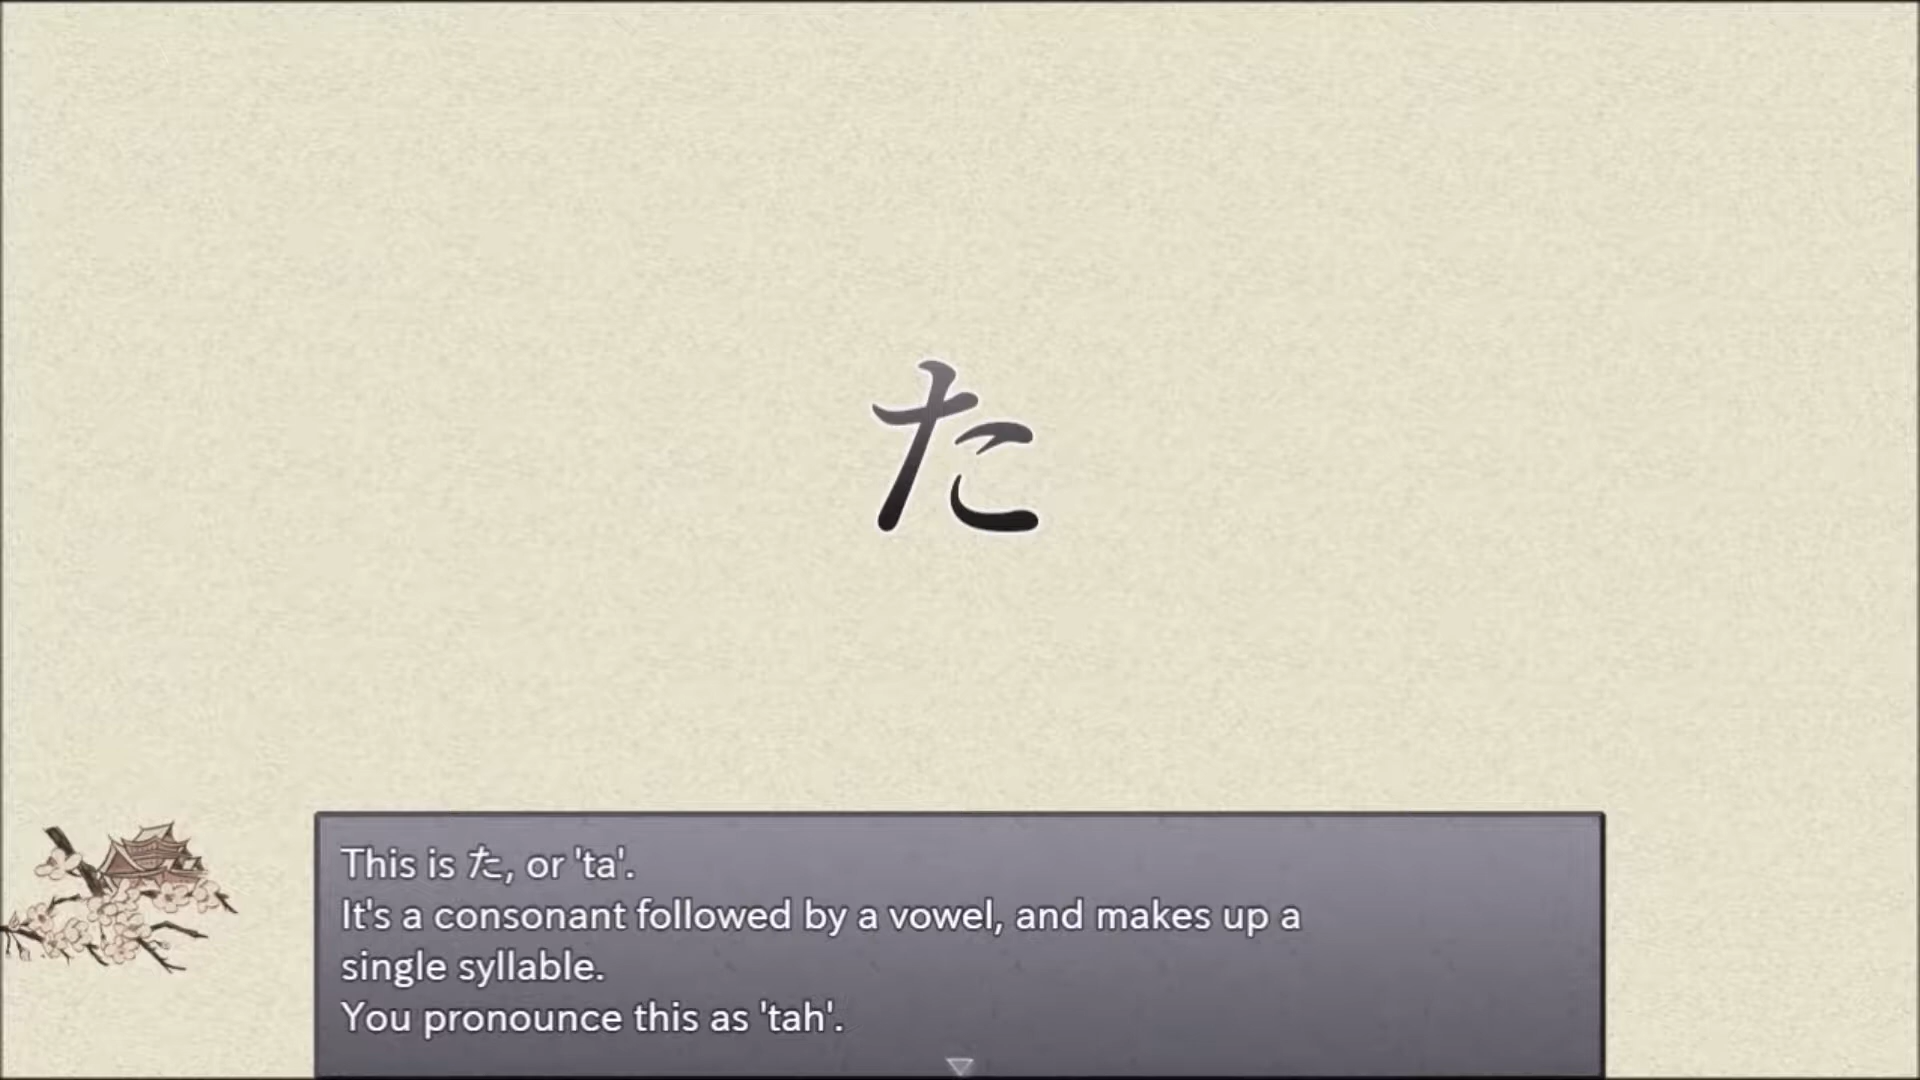 た
This is た, or 'ta'.
It's a consonant followed by a vowel, and makes up a
single syllable.
You pronounce this as 'tah'.